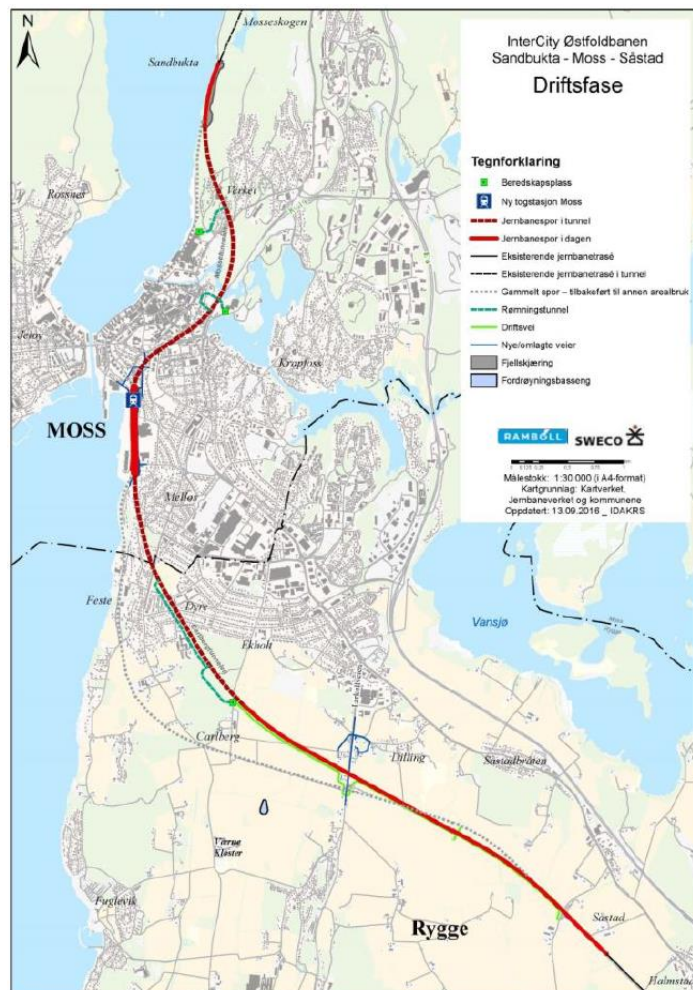 N
InterCity Østfoldbanen
Sandbukta - Moss - Såstad
Driftsfase
Tegnforklaring
Beredskapsplass
Ny togstasjon Moss
Jernbanespor i tunnel
Jernbanespor i dagen
Eksisterende jernbanetrasé
Eksisterende jernbanetrasé i tunnel
Gammelt spor – tilbakeført til annen arealbruk
Rømningstunnel
Driftsvei
Nye/omlagte veier
Fjellskjæring
Fordrøyningsbasseng
RAMBØLL
SWECO
Målestokk: 1:30 000 (i A4-format)
Kartgrunnlag: Kartverket,
Jernbaneverket og kommunene
Oppdatert: 13.09.2016 _ IDAKRS
Mosseskogen
Sandbukta
Rossnes
Verket
Jeløy
Krapfoss
MOSS
Melløs
Feste
Dyre
Ekholt
Vansjø
Carlberg
Dilling
Såstadbråten
Værne
Kloster
Fuglevik
Rygge
Såstad
Halmstad